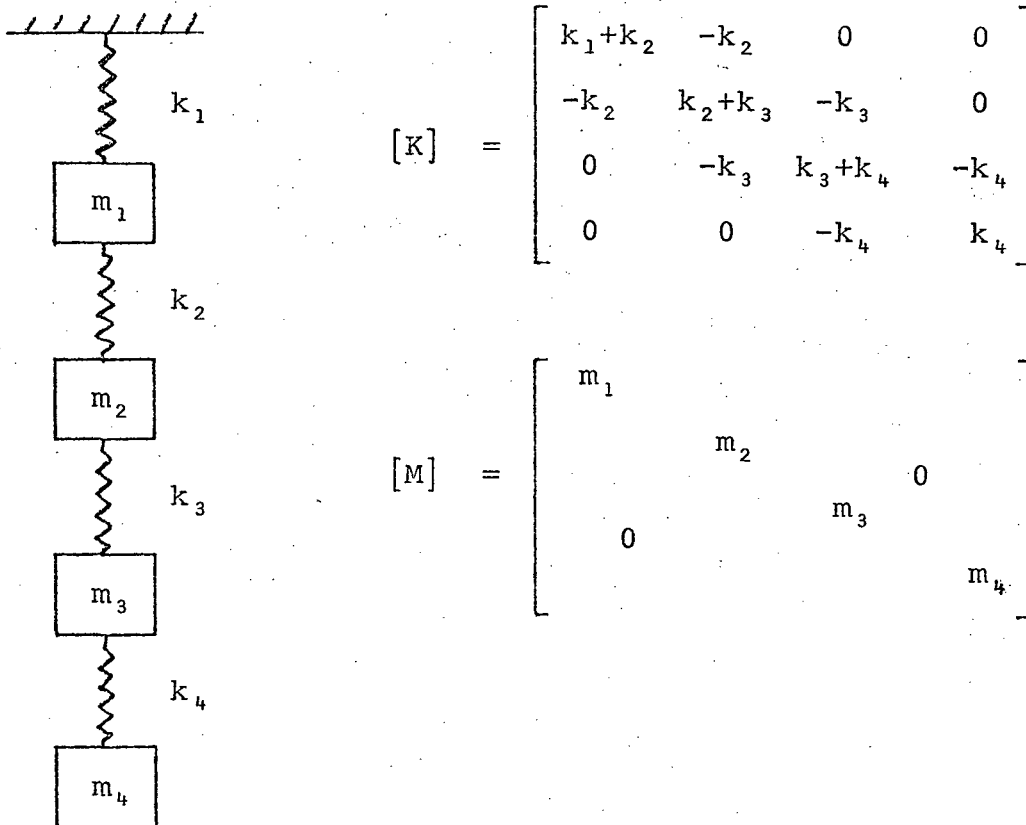 k₁
m₁
k₂
m₂
k₃
m₃
k₄
m₄
[K] =
k₁+k₂ -k₂ 0 0
-k₂ k₂+k₃ -k₃ 0
0 -k₃ k₃+k₄ -k₄
0 0 -k₄ k₄
[M] =
m₁
m₂
0
m₃
0
m₄